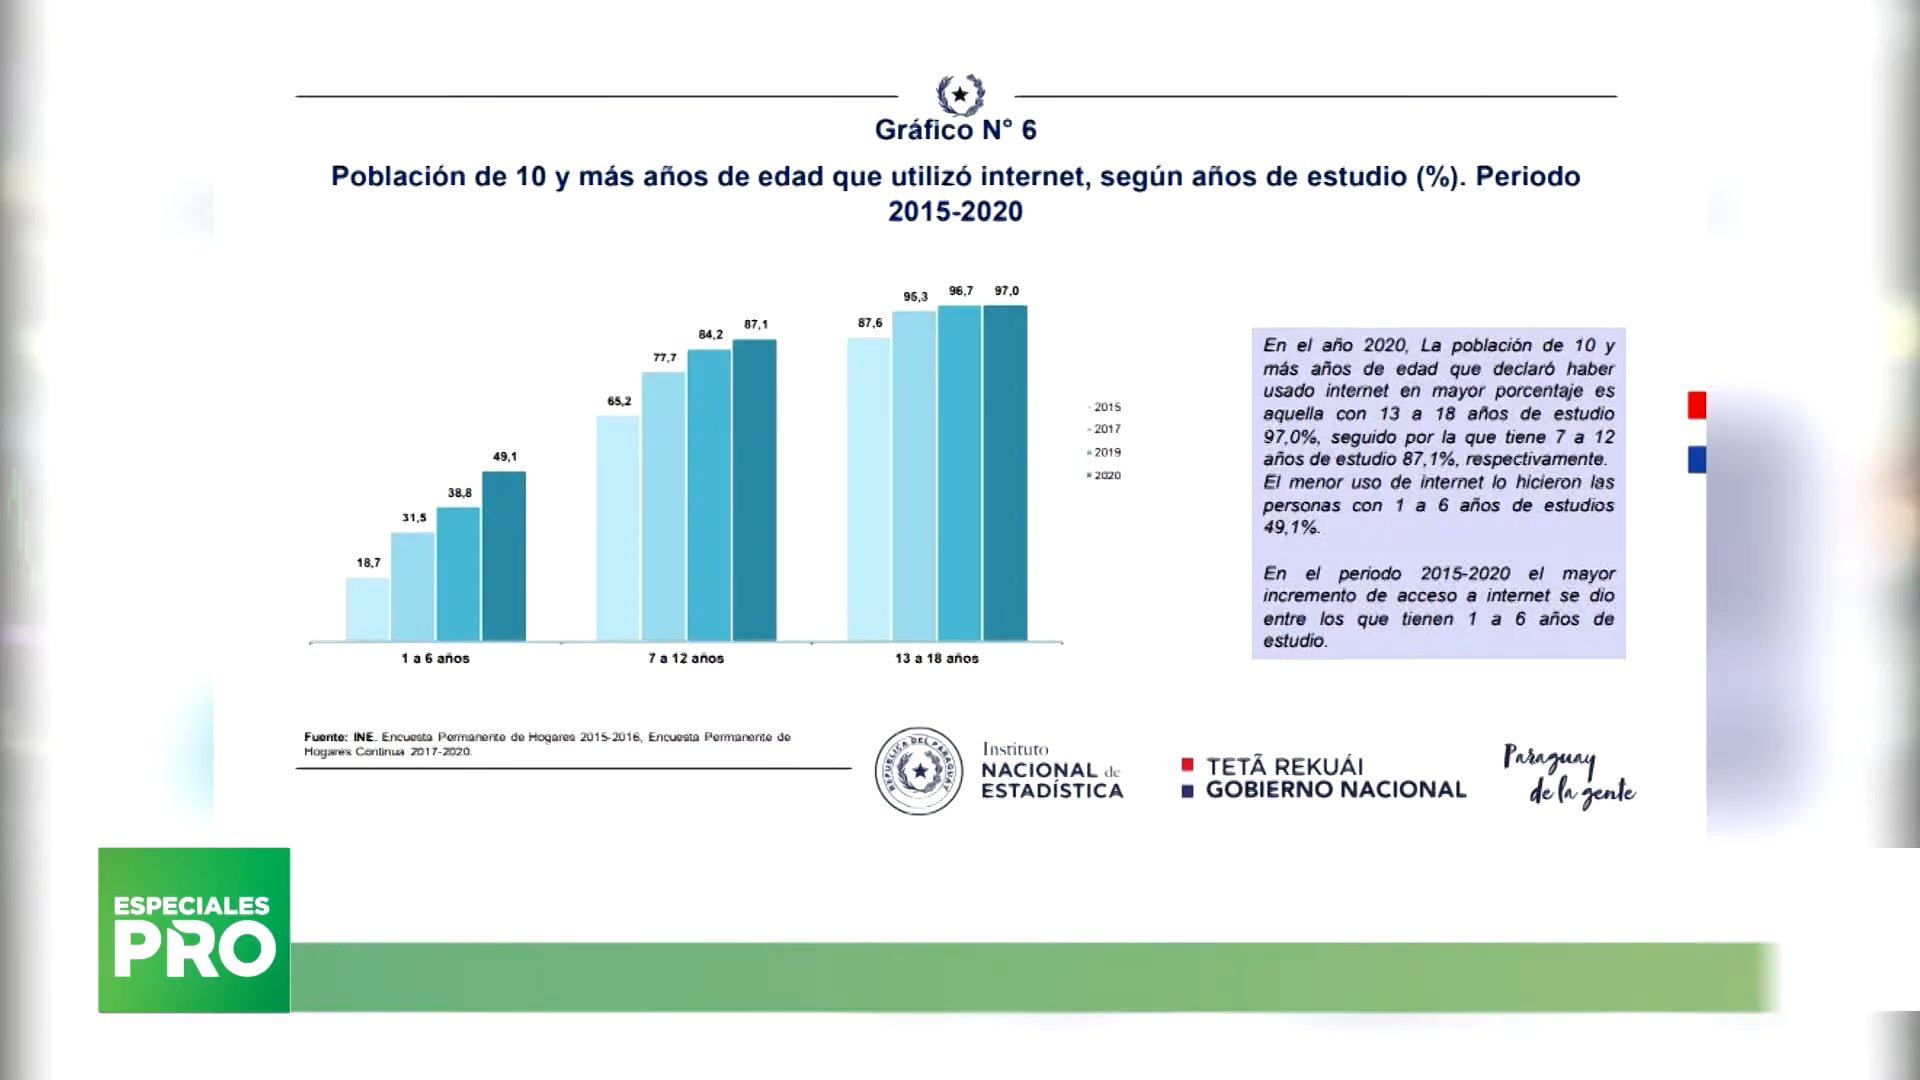 Gráfico N° 6
Población de 10 y más años de edad que utilizó internet, según años de estudio (%). Periodo
2015-2020
18,7
31,5
38,8
49,1
1 a 6 años
65,2
77,7
84,2
87,1
7 a 12 años
87,6
95,3
96,7
97,0
13 a 18 años
2015
2017
2019
2020
En el año 2020, La población de 10 y
más años de edad que declaró haber
usado internet en mayor porcentaje es
aquella con 13 a 18 años de estudio
97,0%, seguido por la que tiene 7 a 12
años de estudio 87,1%, respectivamente.
El menor uso de internet lo hicieron las
personas con 1 a 6 años de estudios
49,1%.
En el periodo 2015-2020 el mayor
incremento de acceso a internet se dio
entre los que tienen 1 a 6 años de
estudio.
Fuente: INE. Encuesta Permanente de Hogares 2015-2016, Encuesta Permanente de
Hogares Continua 2017-2020.
REPUBLICA DEL PARAGUAY
Instituto
NACIONAL de
ESTADÍSTICA
TETÃ REKUÁI
GOBIERNO NACIONAL
Paraguay
de la gente
ESPECIALES
PRO